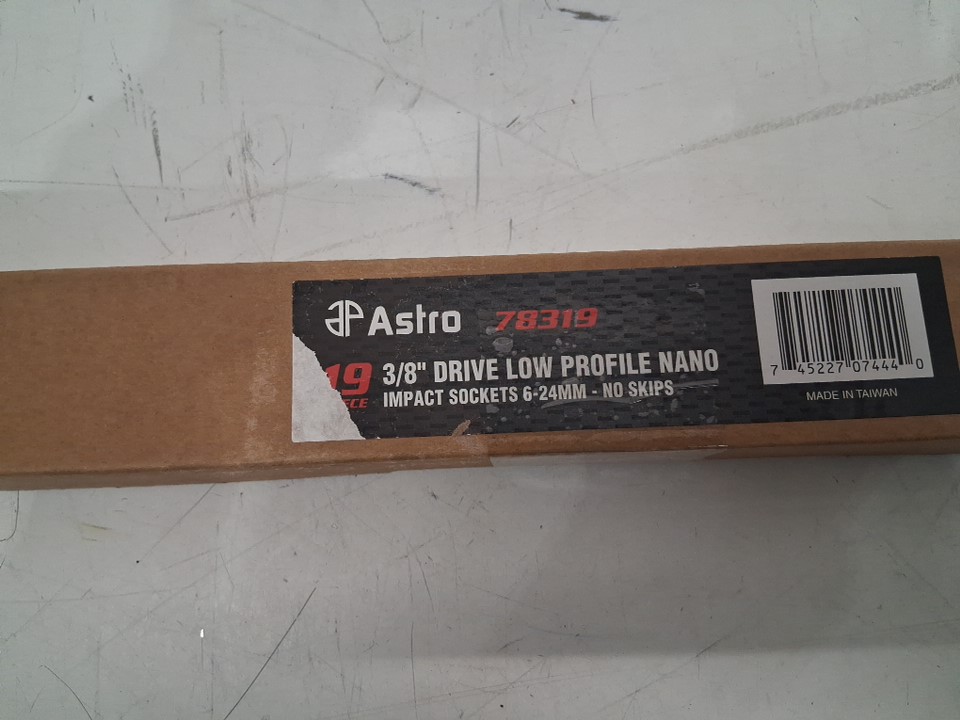 Astro 78319
19 3/8" DRIVE LOW PROFILE NANO
IMPACT SOCKETS 6-24MM - NO SKIPS
7 45227 07444 0
MADE IN TAIWAN